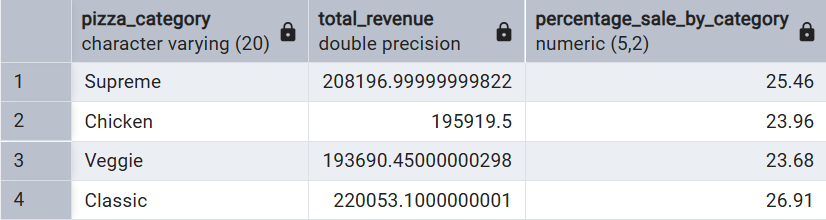 pizza_category total_revenue percentage_sale_by_category
character varying (20) double precision numeric (5,2)
1 Supreme 208196.99999999822 25.46
2 Chicken 195919.5 23.96
3 Veggie 193690.45000000298 23.68
4 Classic 220053.1000000001 26.91